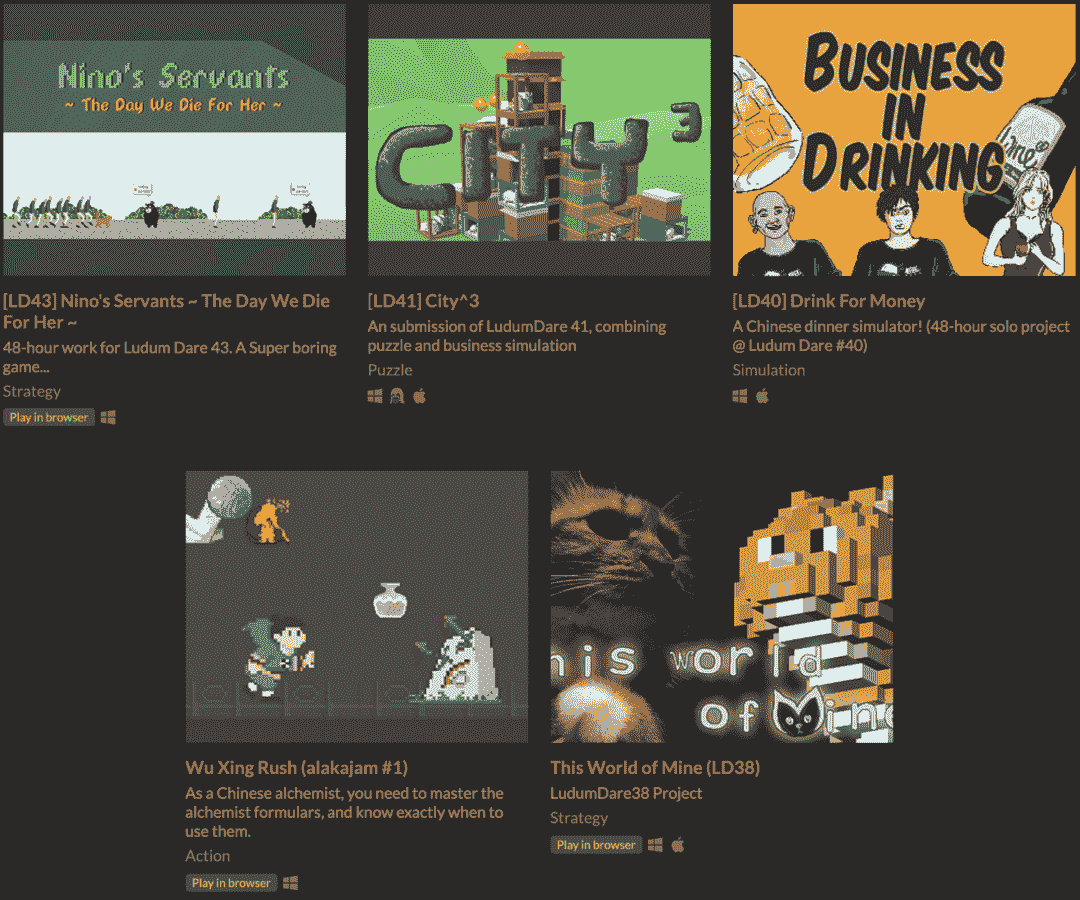 Nino's Servants
~ The Day We Die For Her ~
CITY3
BUSINESS
IN
DRINKING
[LD43] Nino's Servants ~ The Day We Die
For Her ~
48-hour work for Ludum Dare 43. A Super boring
game...
Strategy
Play in browser
[LD41] City^3
An submission of LudumDare 41, combining
puzzle and business simulation
Puzzle
[LD40] Drink For Money
A Chinese dinner simulator! (48-hour solo project
@ Ludum Dare #40)
Simulation
his world
of Mine
Wu Xing Rush (alakajam #1)
As a Chinese alchemist, you need to master the
alchemist formulars, and know exactly when to
use them.
Action
Play in browser
This World of Mine (LD38)
LudumDare38 Project
Strategy
Play in browser